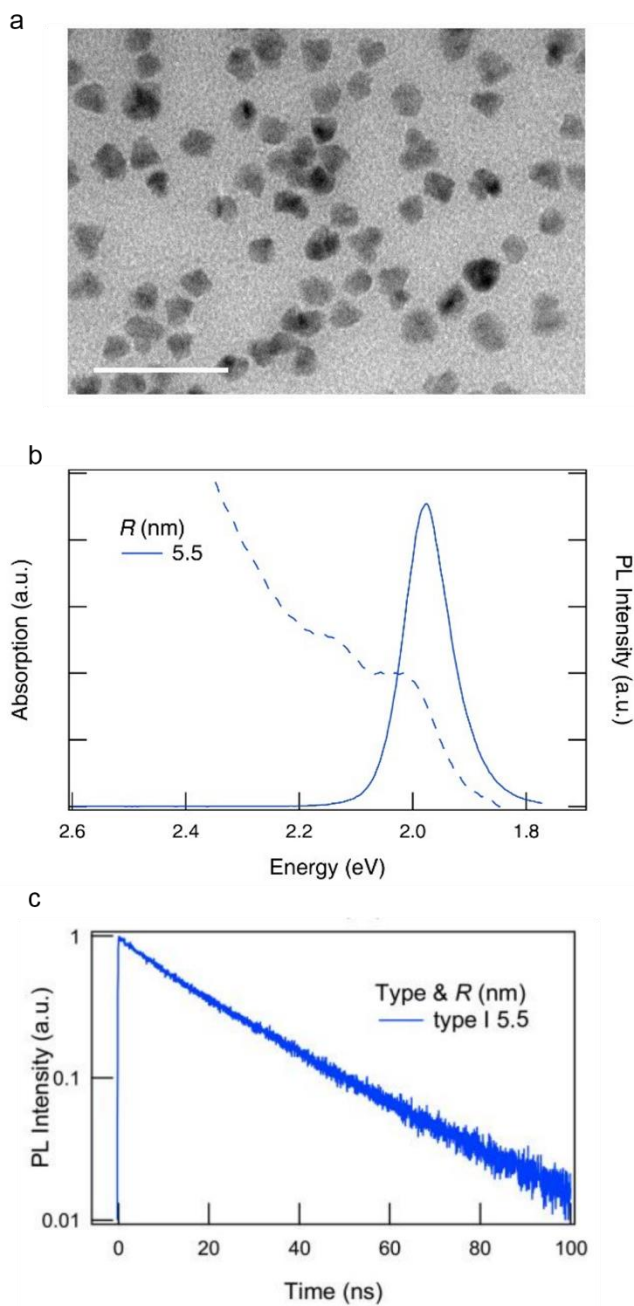 a
b
R (nm)
5.5
Absorption (a.u.)
PL Intensity
(a.u.)
2.6 2.4 2.2 2.0 1.8
Energy (eV)
c
1
0.1
0.01
PL Intensity (a.u.)
Type & R (nm)
type I 5.5
0 20 40 60 80 100
Time (ns)